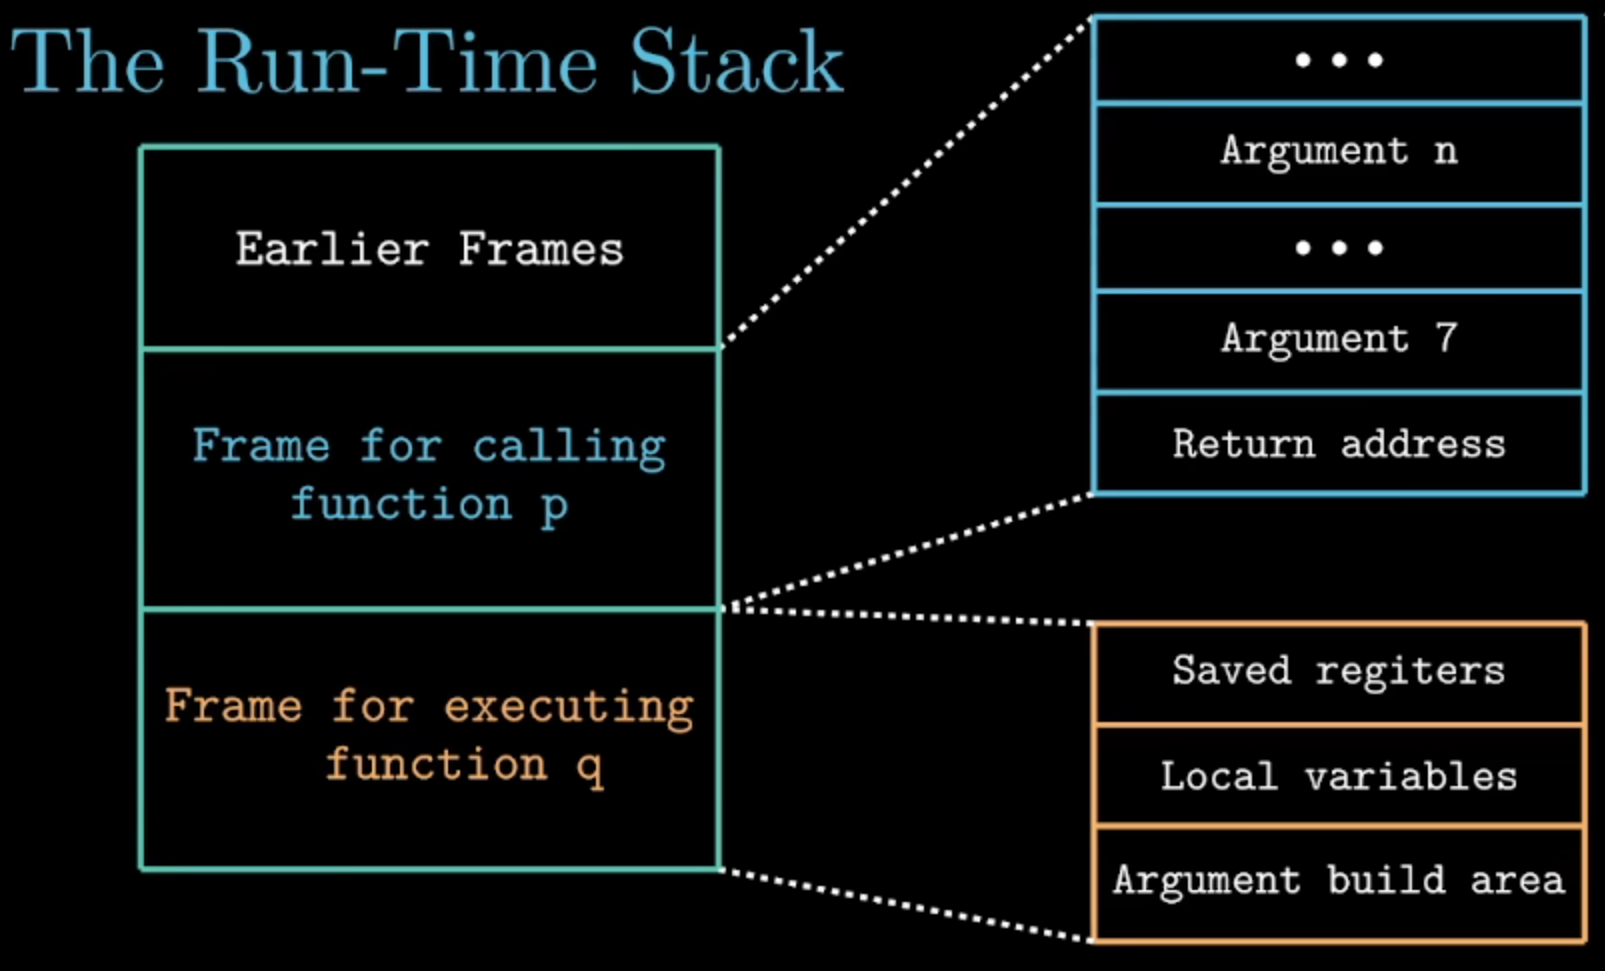 The Run-Time Stack
Earlier Frames
Frame for calling
function p
Frame for executing
function q
• • •
Argument n
• • •
Argument 7
Return address
Saved regiters
Local variables
Argument build area